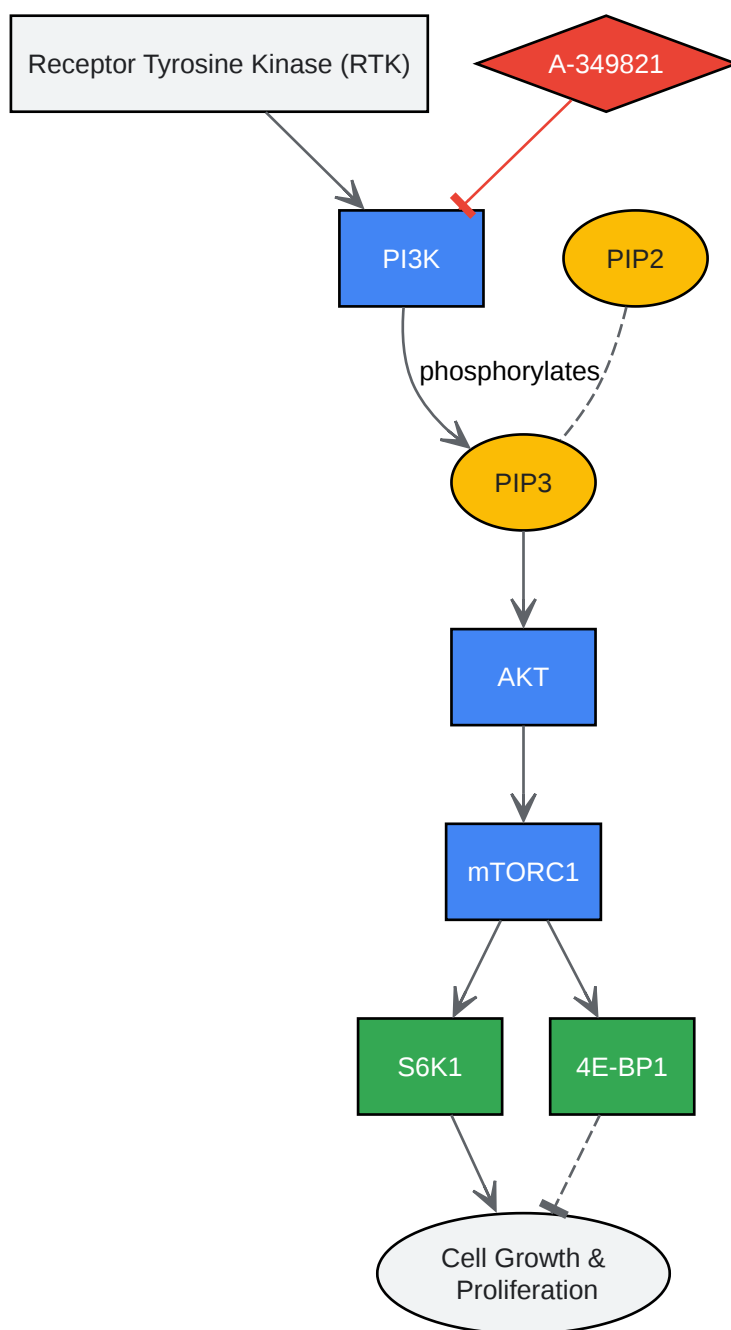 Receptor Tyrosine Kinase (RTK)
A-349821
PI3K
PIP2
phosphorylates
PIP3
AKT
mTORC1
S6K1
4E-BP1
Cell Growth &
Proliferation